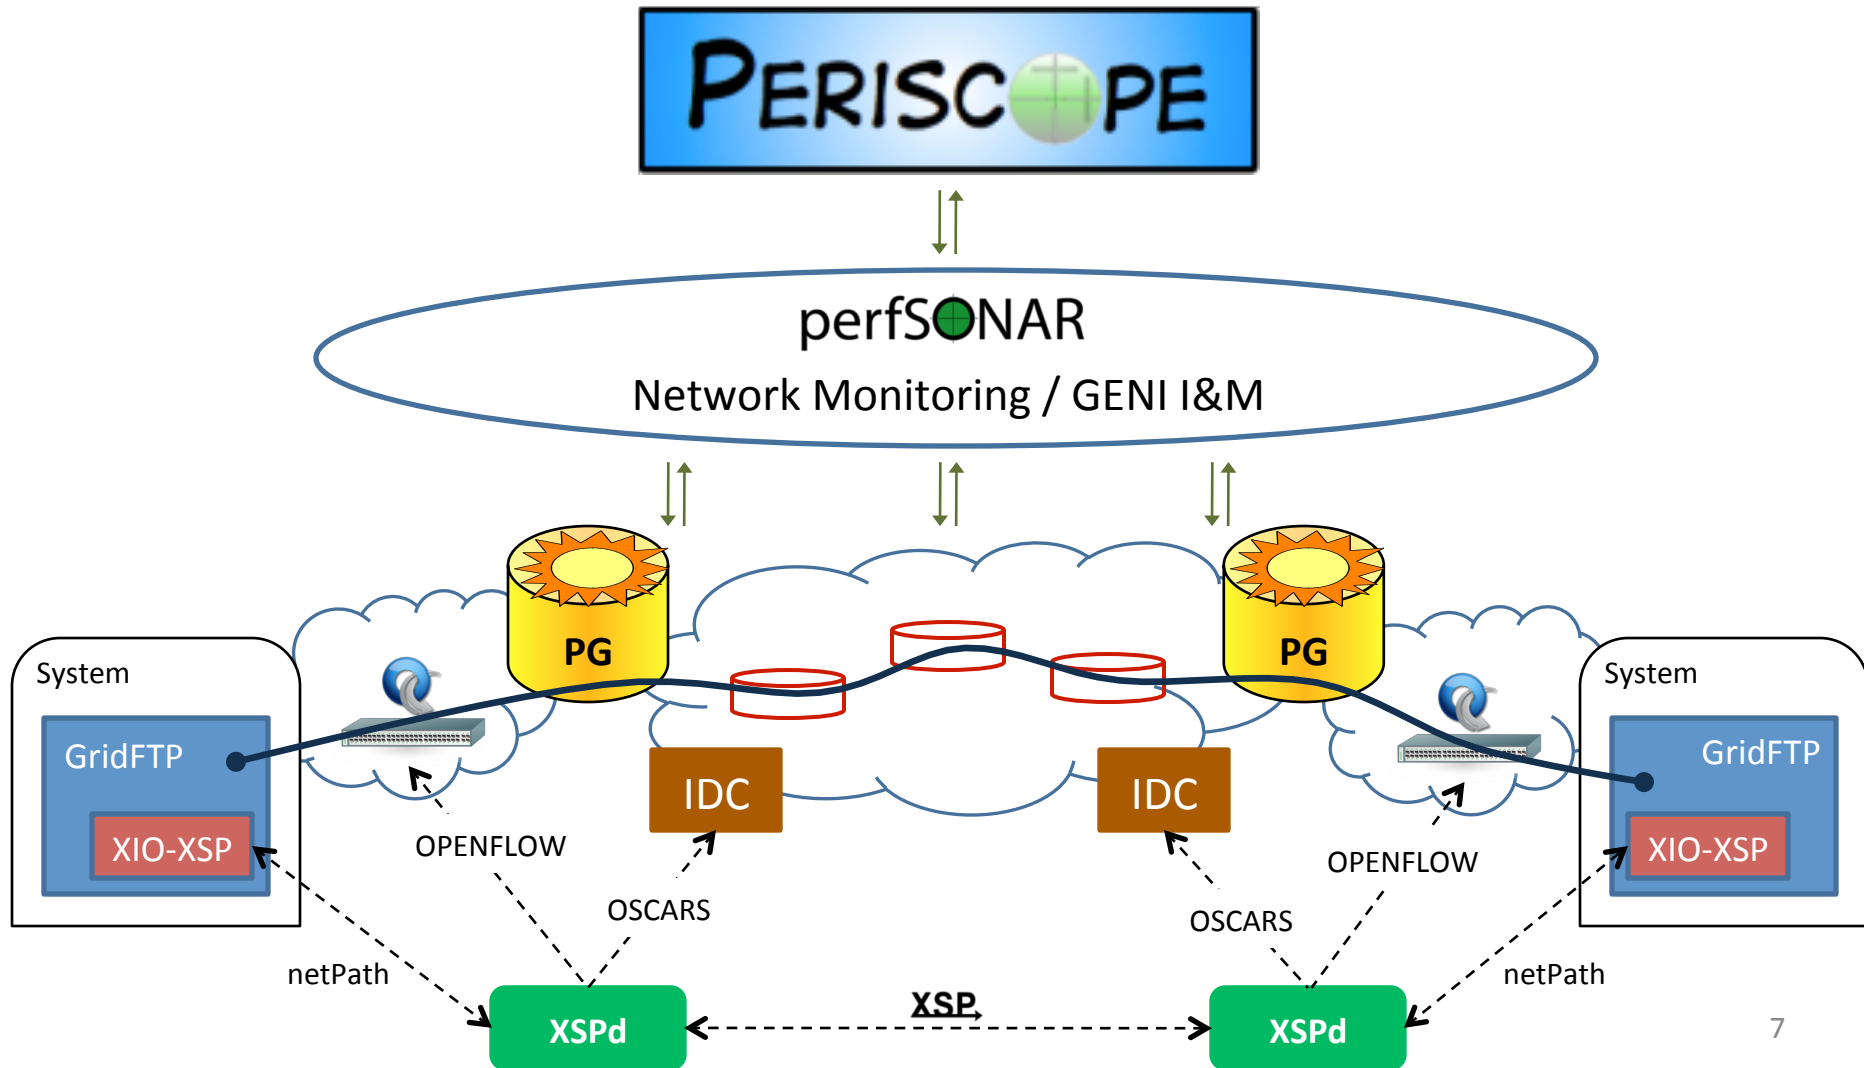 PERISCOPE
perfSONAR
Network Monitoring / GENI I&M
PG
PG
System
System
GridFTP
GridFTP
IDC
IDC
XIO-XSP
OPENFLOW
OPENFLOW
XIO-XSP
OSCARS
OSCARS
netPath
netPath
XSP
XSPd
XSPd
7